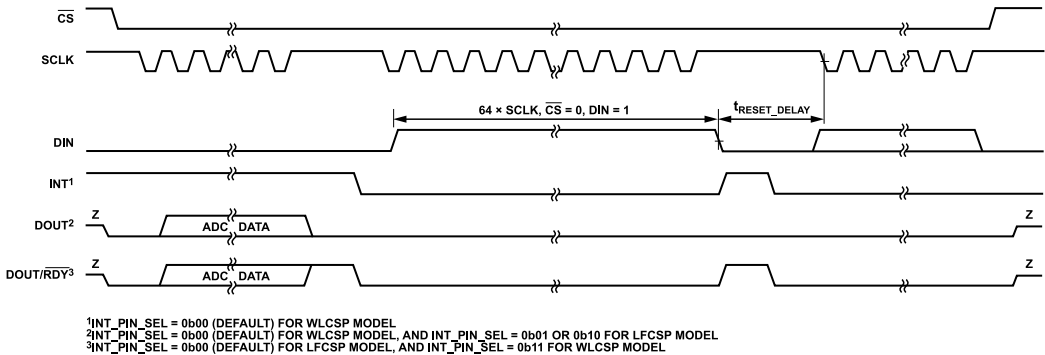 CS
SCLK
64 × SCLK, CS = 0, DIN = 1
tRESET_DELAY
DIN
INT1
Z
Z
DOUT2
ADC DATA
Z
Z
DOUT/RDY3
ADC DATA
1INT_PIN_SEL = 0b00 (DEFAULT) FOR WLCSP MODEL
2INT_PIN_SEL = 0b00 (DEFAULT) FOR WLCSP MODEL, AND INT_PIN_SEL = 0b01 OR 0b10 FOR LFCSP MODEL
3INT_PIN_SEL = 0b00 (DEFAULT) FOR LFCSP MODEL, AND INT_PIN_SEL = 0b11 FOR WLCSP MODEL